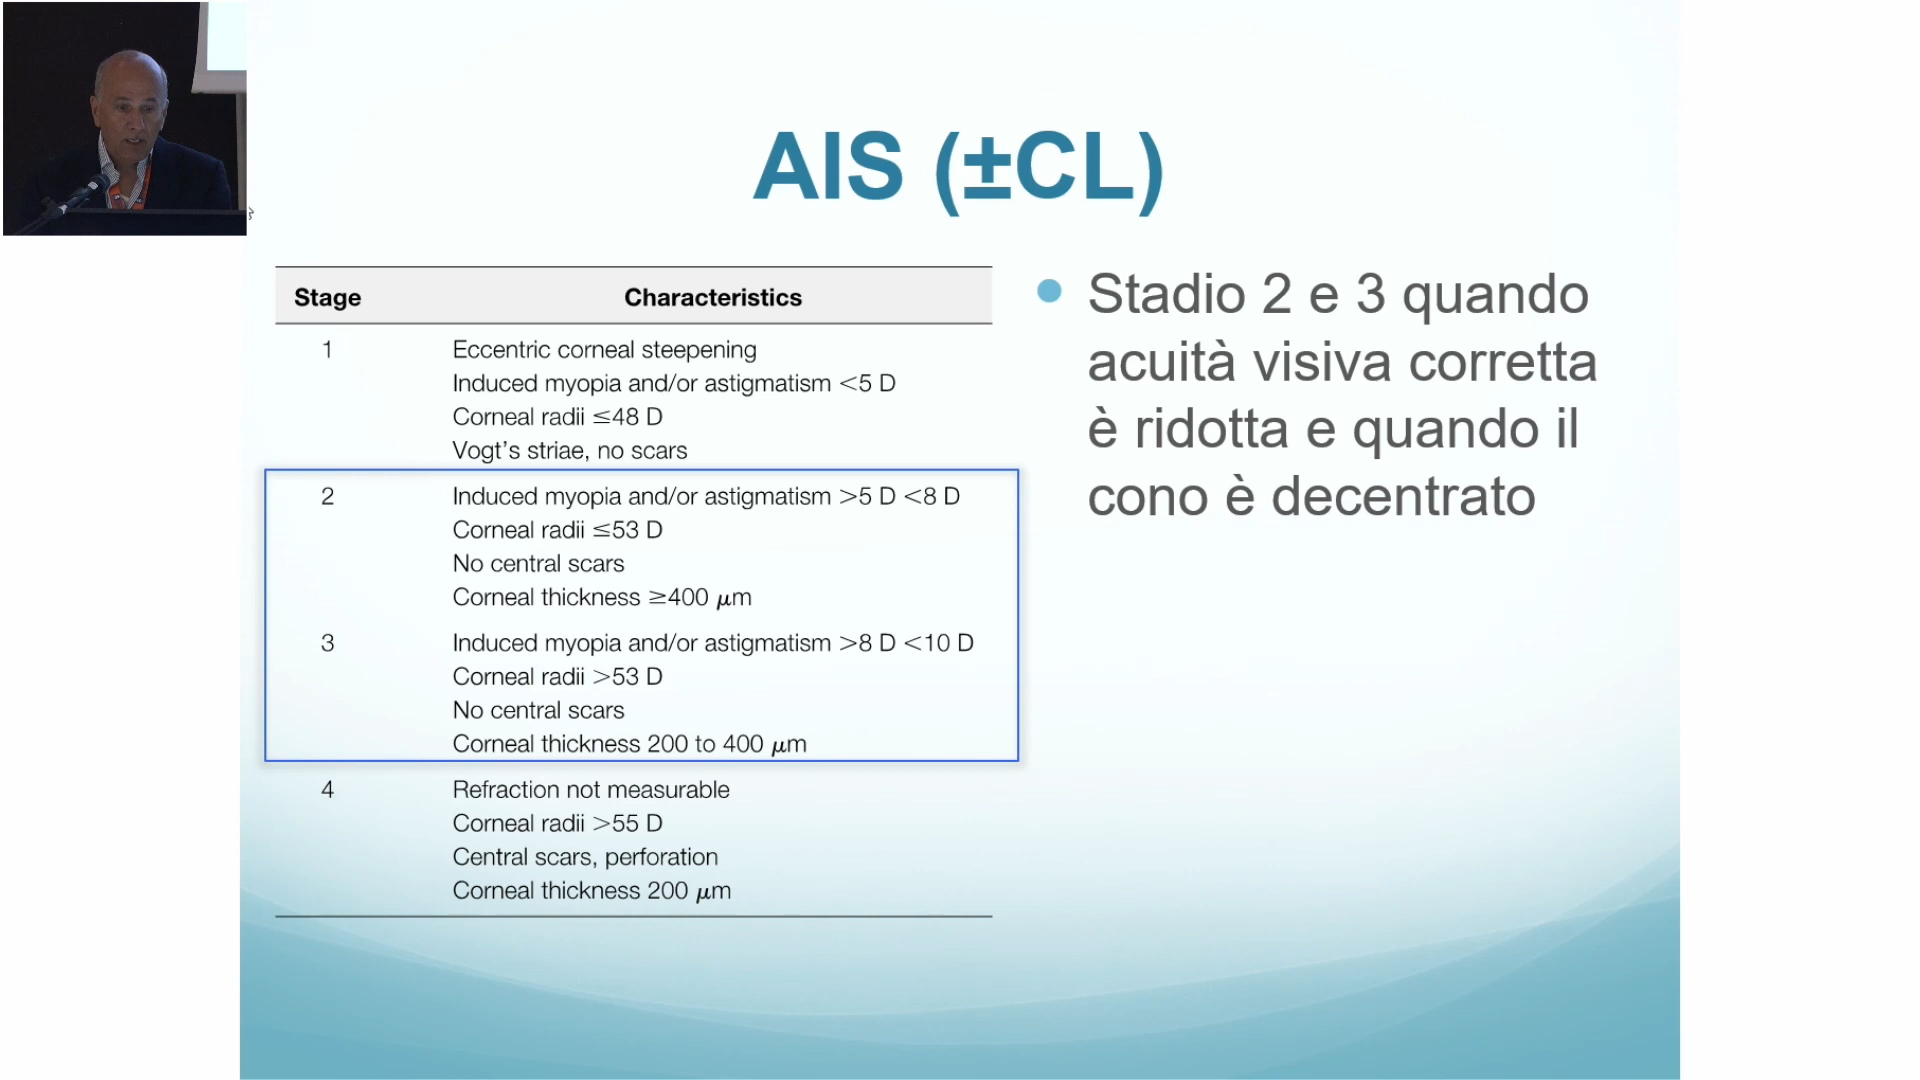 AIS (±CL)
Stage Characteristics
1 Eccentric corneal steepening
Induced myopia and/or astigmatism <5 D
Corneal radii ≤48 D
Vogt's striae, no scars
2 Induced myopia and/or astigmatism >5 D <8 D
Corneal radii ≤53 D
No central scars
Corneal thickness ≥400 μm
3 Induced myopia and/or astigmatism >8 D <10 D
Corneal radii >53 D
No central scars
Corneal thickness 200 to 400 μm
4 Refraction not measurable
Corneal radii >55 D
Central scars, perforation
Corneal thickness 200 μm
Stadio 2 e 3 quando
acuità visiva corretta
è ridotta e quando il
cono è decentrato